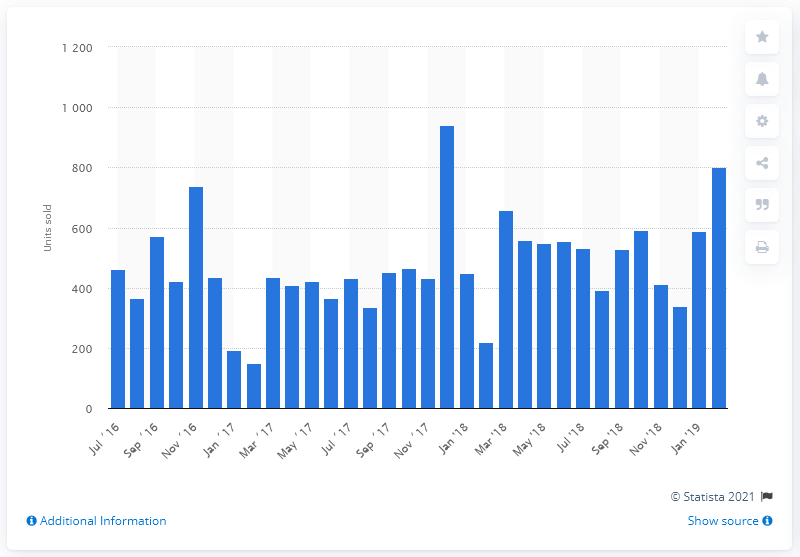 1 200
1 000
800
600
400
200
0
Units sold
Jul ' 16
Sep ' 16
Nov ' 16
Jan ' 17
Mar ' 17
May ' 17
Jul ' 17
Sep ' 17
Nov ' 17
Jan '18
Mar '18
May '18
Jul '18
Sep '18
Nov '18
Jan '19
© Statista 2021
Additional Information
Show source